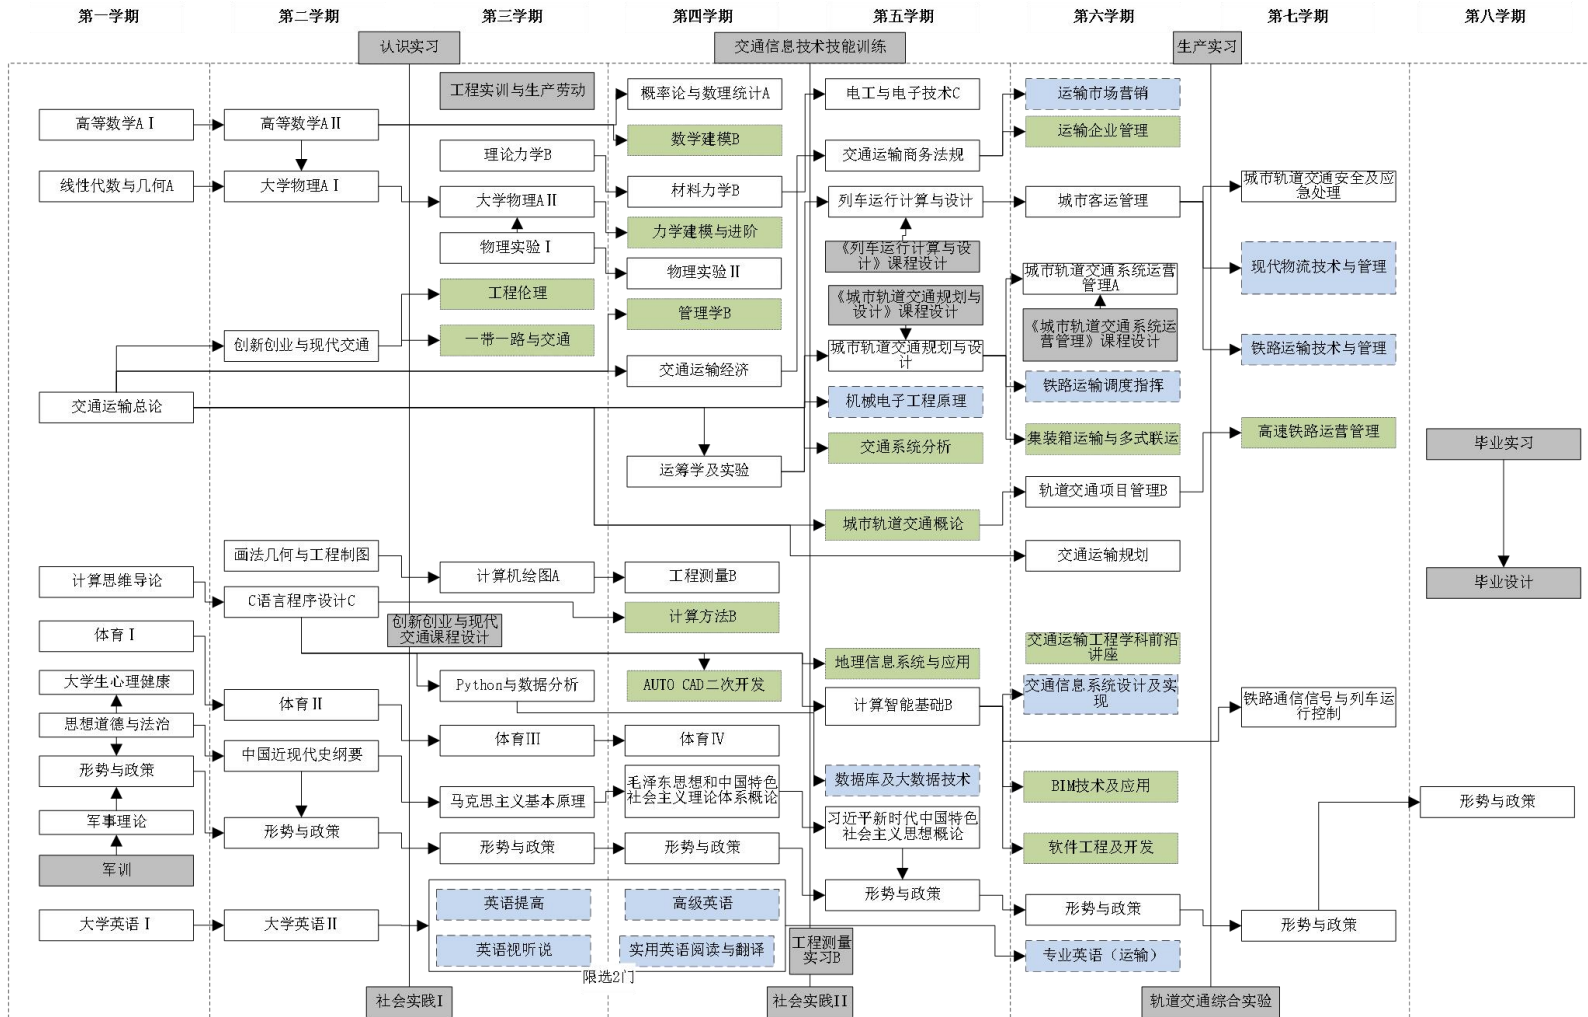 第一学期
第二学期
第三学期
第四学期
第五学期
第六学期
第七学期
第八学期
认识实习
交通信息技术技能训练
生产实习
工程实训与生产劳动
概率论与数理统计A
电工与电子技术C
运输市场营销
高等数学AⅠ
高等数学AⅡ
数学建模B
运输企业管理
理论力学B
交通运输商务法规
线性代数与几何A
大学物理AⅠ
材料力学B
城市轨道交通安全及应
急处理
大学物理AⅡ
列车运行计算与设计
城市客运管理
力学建模与进阶
物理实验Ⅰ
《列车运行计算与设
计》课程设计
物理实验Ⅱ
城市轨道交通系统运营
管理A
现代物流技术与管理
工程伦理
《城市轨道交通规划与
设计》课程设计
管理学B
《城市轨道交通系统运
营管理》课程设计
创新创业与现代交通
一带一路与交通
城市轨道交通规划与设
计
铁路运输技术与管理
交通运输经济
铁路运输调度指挥
交通运输总论
机械电子工程原理
高速铁路运营管理
交通系统分析
集装箱运输与多式联运
毕业实习
运筹学及实验
轨道交通项目管理B
城市轨道交通概论
画法几何与工程制图
交通运输规划
计算思维导论
计算机绘图A
工程测量B
毕业设计
C语言程序设计C
计算方法B
创新创业与现代
交通课程设计
体育Ⅰ
交通运输工程学科前沿
讲座
地理信息系统与应用
大学生心理健康
Python与数据分析
AUTO CAD二次开发
交通信息系统设计及实
现
体育Ⅱ
计算智能基础B
铁路通信信号与列车运
行控制
思想道德与法治
体育III
体育Ⅳ
中国近现代史纲要
形势与政策
毛泽东思想和中国特色
社会主义理论体系概论
数据库及大数据技术
BIM技术及应用
马克思主义基本原理
形势与政策
军事理论
形势与政策
习近平新时代中国特色
社会主义思想概论
形势与政策
形势与政策
软件工程及开发
军训
形势与政策
英语提高
高级英语
形势与政策
大学英语Ⅰ
大学英语Ⅱ
形势与政策
英语视听说
实用英语阅读与翻译
工程测量
实习B
专业英语（运输）
限选2门
社会实践I
社会实践II
轨道交通综合实验